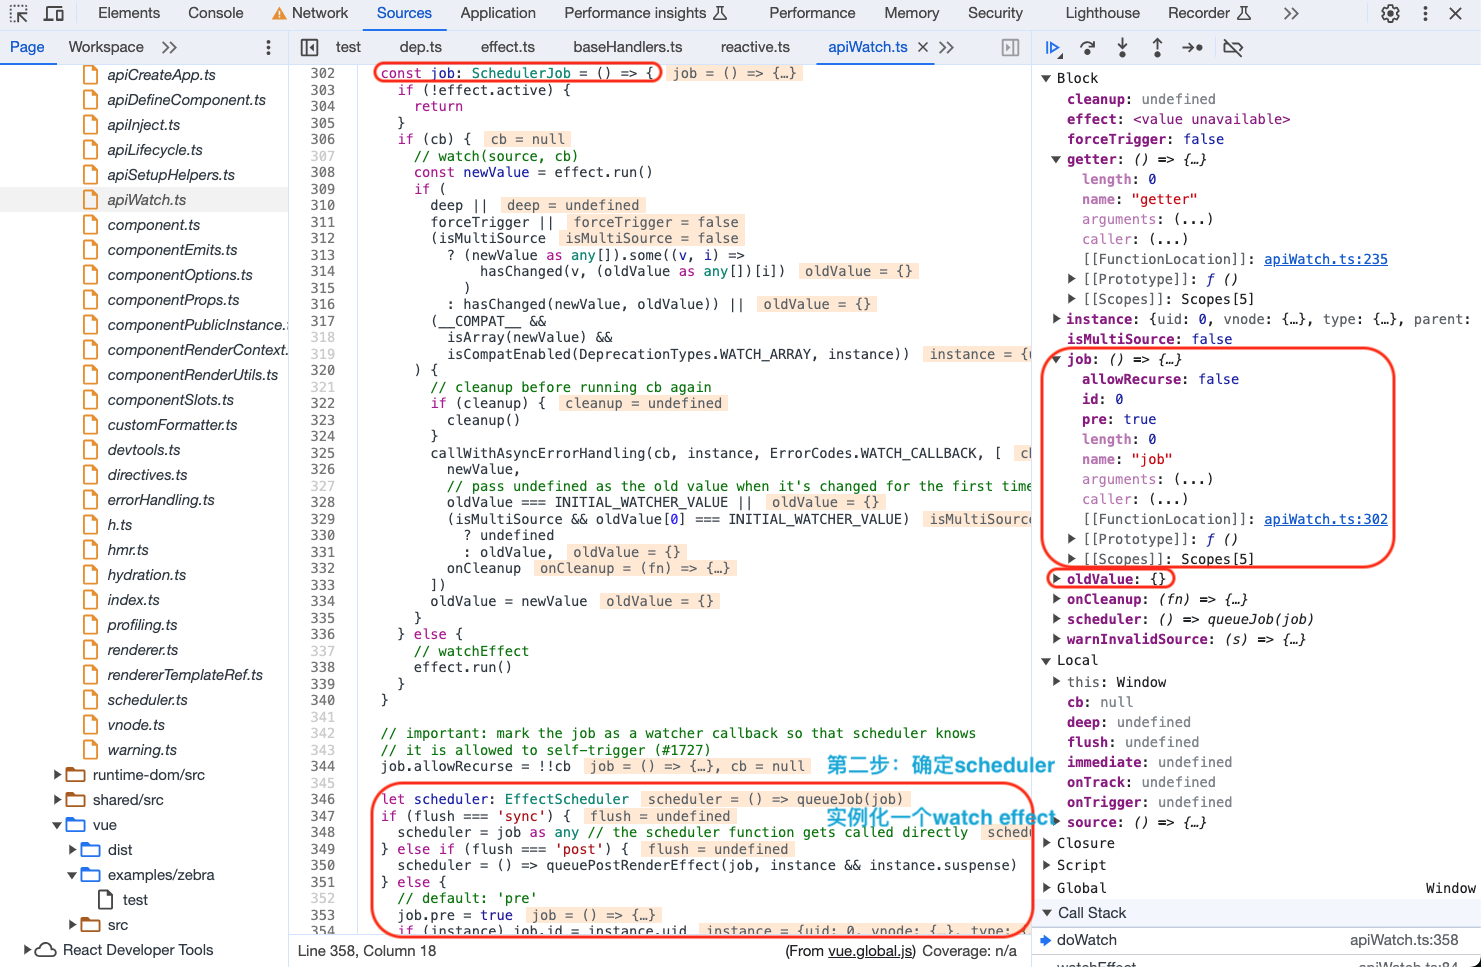 Elements Console Network Sources Application Performance insights Performance Memory Security Lighthouse Recorder
Page Workspace
test dep.ts effect.ts baseHandlers.ts reactive.ts apiWatch.ts
apiCreateApp.ts
apiDefineComponent.ts
apiInject.ts
apiLifecycle.ts
apiSetupHelpers.ts
apiWatch.ts
component.ts
componentEmits.ts
componentOptions.ts
componentProps.ts
componentPublicInstance.
componentRenderContext.
componentRenderUtils.ts
componentSlots.ts
customFormatter.ts
devtools.ts
directives.ts
errorHandling.ts
h.ts
hmr.ts
hydration.ts
index.ts
profiling.ts
renderer.ts
rendererTemplateRef.ts
scheduler.ts
vnode.ts
warning.ts
runtime-dom/src
shared/src
vue
dist
examples/zebra
test
src
React Developer Tools
302 const job: SchedulerJob = () => { job = () => {…}
303 if (!effect.active) {
304 return
305 }
306 if (cb) { cb = null
307 // watch(source, cb)
308 const newValue = effect.run()
309 if (
310 deep || deep = undefined
311 forceTrigger || forceTrigger = false
312 (isMultiSource isMultiSource = false
313 ? (newValue as any[]).some((v, i) =>
314 hasChanged(v, (oldValue as any[])[i]) oldValue = {}
315 )
316 : hasChanged(newValue, oldValue)) || oldValue = {}
317 (__COMPAT__ &&
318 isArray(newValue) &&
319 isCompatEnabled(DeprecationTypes.WATCH_ARRAY, instance)) instance = {u
320 ) {
321 // cleanup before running cb again
322 if (cleanup) { cleanup = undefined
323 cleanup()
324 }
325 callWithAsyncErrorHandling(cb, instance, ErrorCodes.WATCH_CALLBACK, [ cb
326 newValue,
327 // pass undefined as the old value when it's changed for the first time
328 oldValue === INITIAL_WATCHER_VALUE || oldValue = {}
329 (isMultiSource && oldValue[0] === INITIAL_WATCHER_VALUE) isMultiSource
330 ? undefined
331 : oldValue, oldValue = {}
332 onCleanup onCleanup = (fn) => {…}
333 ])
334 oldValue = newValue oldValue = {}
335 }
336 } else {
337 // watchEffect
338 effect.run()
339 }
340 }
341
342 // important: mark the job as a watcher callback so that scheduler knows
343 // it is allowed to self-trigger (#1727)
344 job.allowRecurse = !!cb job = () => {…}, cb = null
第二步：确定scheduler
345
346 let scheduler: EffectScheduler scheduler = () => queueJob(job)
347 if (flush === 'sync') { flush = undefined
实例化一个watch effect
348 scheduler = job as any // the scheduler function gets called directly sched
349 } else if (flush === 'post') { flush = undefined
350 scheduler = () => queuePostRenderEffect(job, instance && instance.suspense)
351 } else {
352 // default: 'pre'
353 job.pre = true job = () => {…}
354 if (instance) job.id = instance.uid instance = {uid: 0, vnode: {…}, type:
Line 358, Column 18 (From vue.global.js) Coverage: n/a
Block
cleanup: undefined
effect: <value unavailable>
forceTrigger: false
getter: () => {…}
length: 0
name: "getter"
arguments: (...)
caller: (...)
[[FunctionLocation]]: apiWatch.ts:235
[[Prototype]]: ƒ ()
[[Scopes]]: Scopes[5]
instance: {uid: 0, vnode: {…}, type: {…}, parent:
isMultiSource: false
job: () => {…}
allowRecurse: false
id: 0
pre: true
length: 0
name: "job"
arguments: (...)
caller: (...)
[[FunctionLocation]]: apiWatch.ts:302
[[Prototype]]: ƒ ()
[[Scopes]]: Scopes[5]
oldValue: {}
onCleanup: (fn) => {…}
scheduler: () => queueJob(job)
warnInvalidSource: (s) => {…}
Local
this: Window
cb: null
deep: undefined
flush: undefined
immediate: undefined
onTrack: undefined
onTrigger: undefined
source: () => {…}
Closure
Script
Global Window
Call Stack
doWatch apiWatch.ts:358
watchEffect apiWatch.ts:84